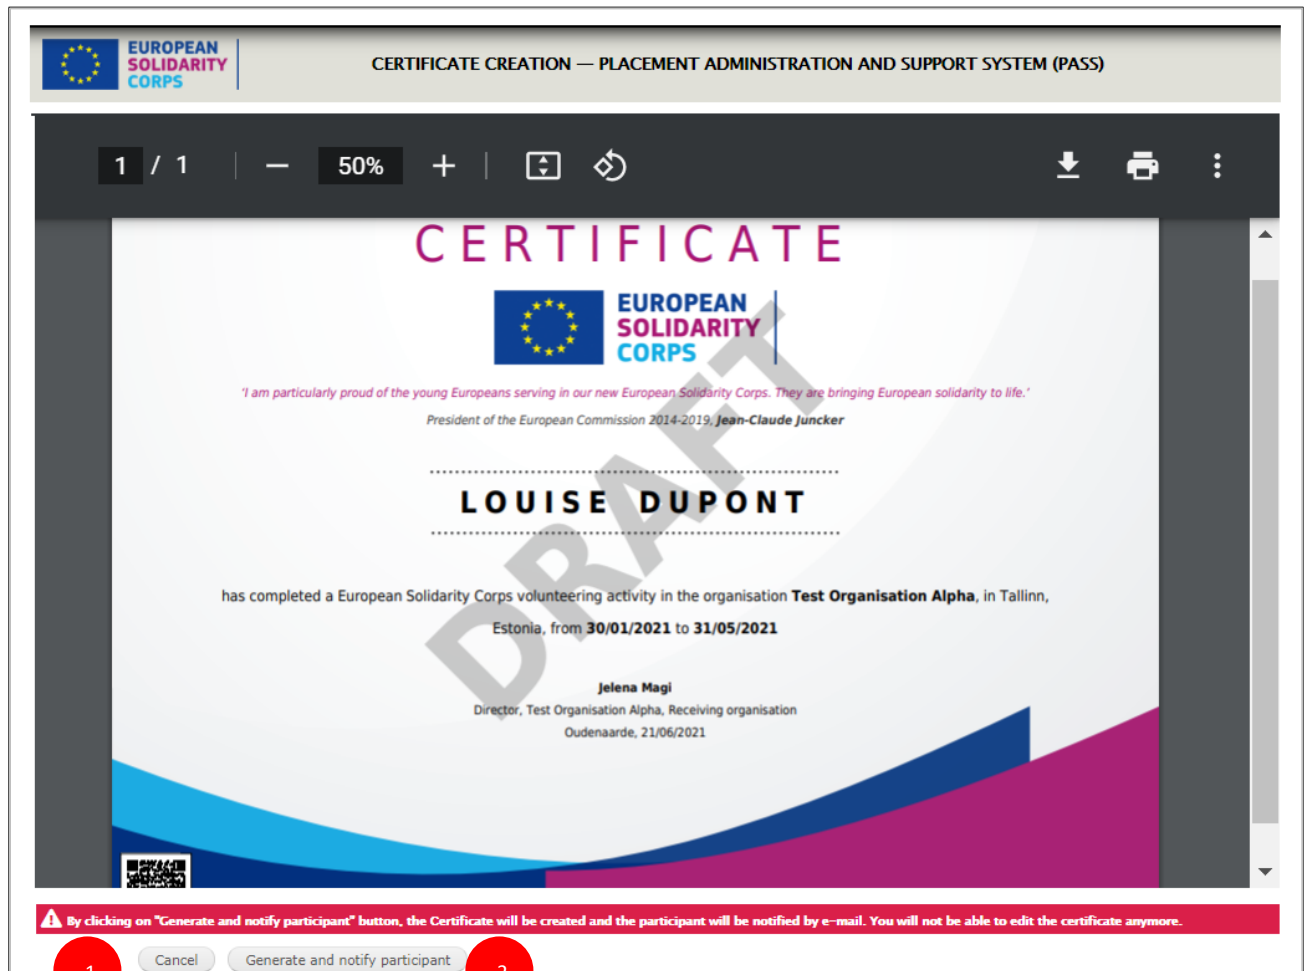 EUROPEAN
SOLIDARITY
CORPS
CERTIFICATE CREATION — PLACEMENT ADMINISTRATION AND SUPPORT SYSTEM (PASS)
1 / 1
50%
CERTIFICATE
EUROPEAN
SOLIDARITY
CORPS
'I am particularly proud of the young Europeans serving in our new European Solidarity Corps. They are bringing European solidarity to life.'
President of the European Commission 2014-2019, Jean-Claude Juncker
LOUISE DUPONT
DRAFT
has completed a European Solidarity Corps volunteering activity in the organisation Test Organisation Alpha, in Tallinn,
Estonia, from 30/01/2021 to 31/05/2021
Jelena Magi
Director, Test Organisation Alpha, Receiving organisation
Oudenaarde, 21/06/2021
By clicking on "Generate and notify participant" button, the Certificate will be created and the participant will be notified by e-mail. You will not be able to edit the certificate anymore.
1 Cancel Generate and notify participant 2